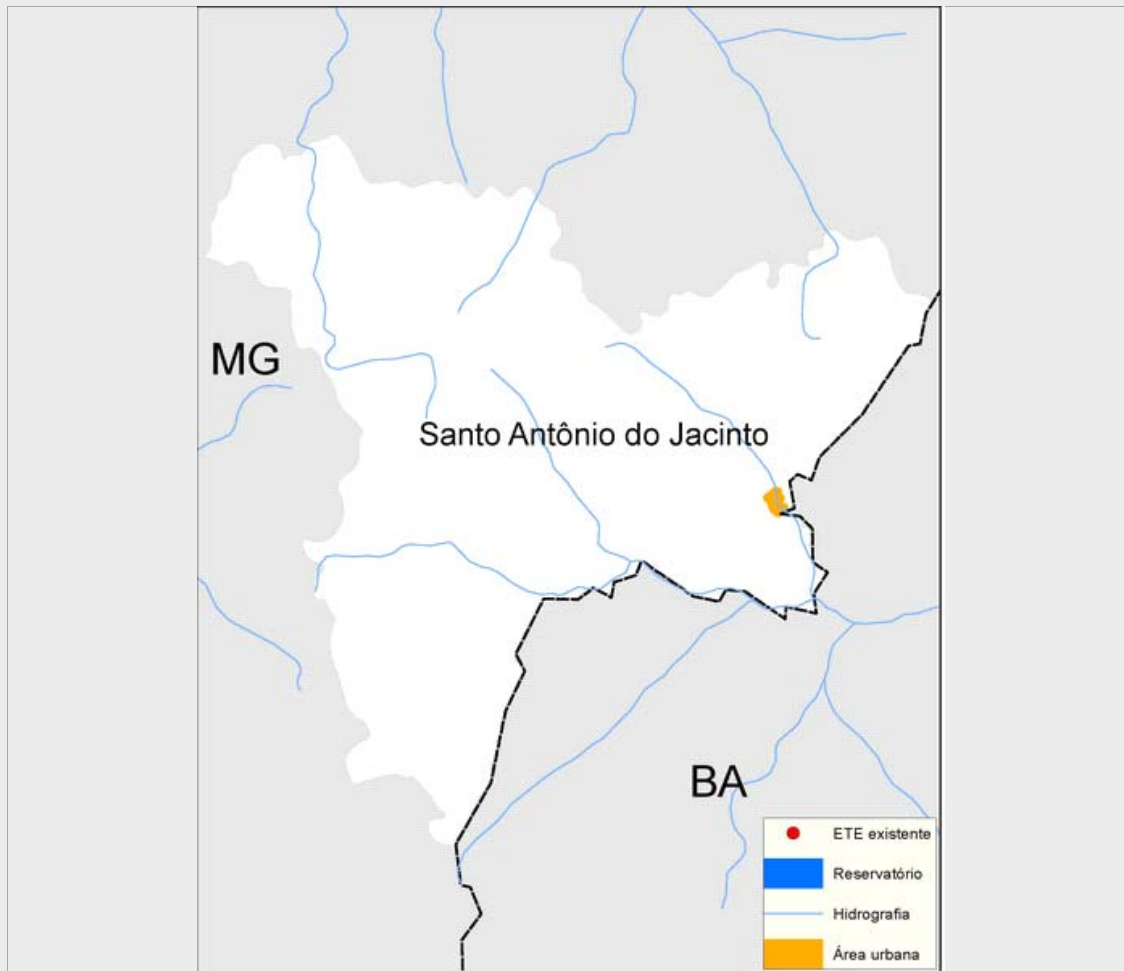 MG
Santo Antônio do Jacinto
BA
ETE existente
Reservatório
Hidrografia
Área urbana